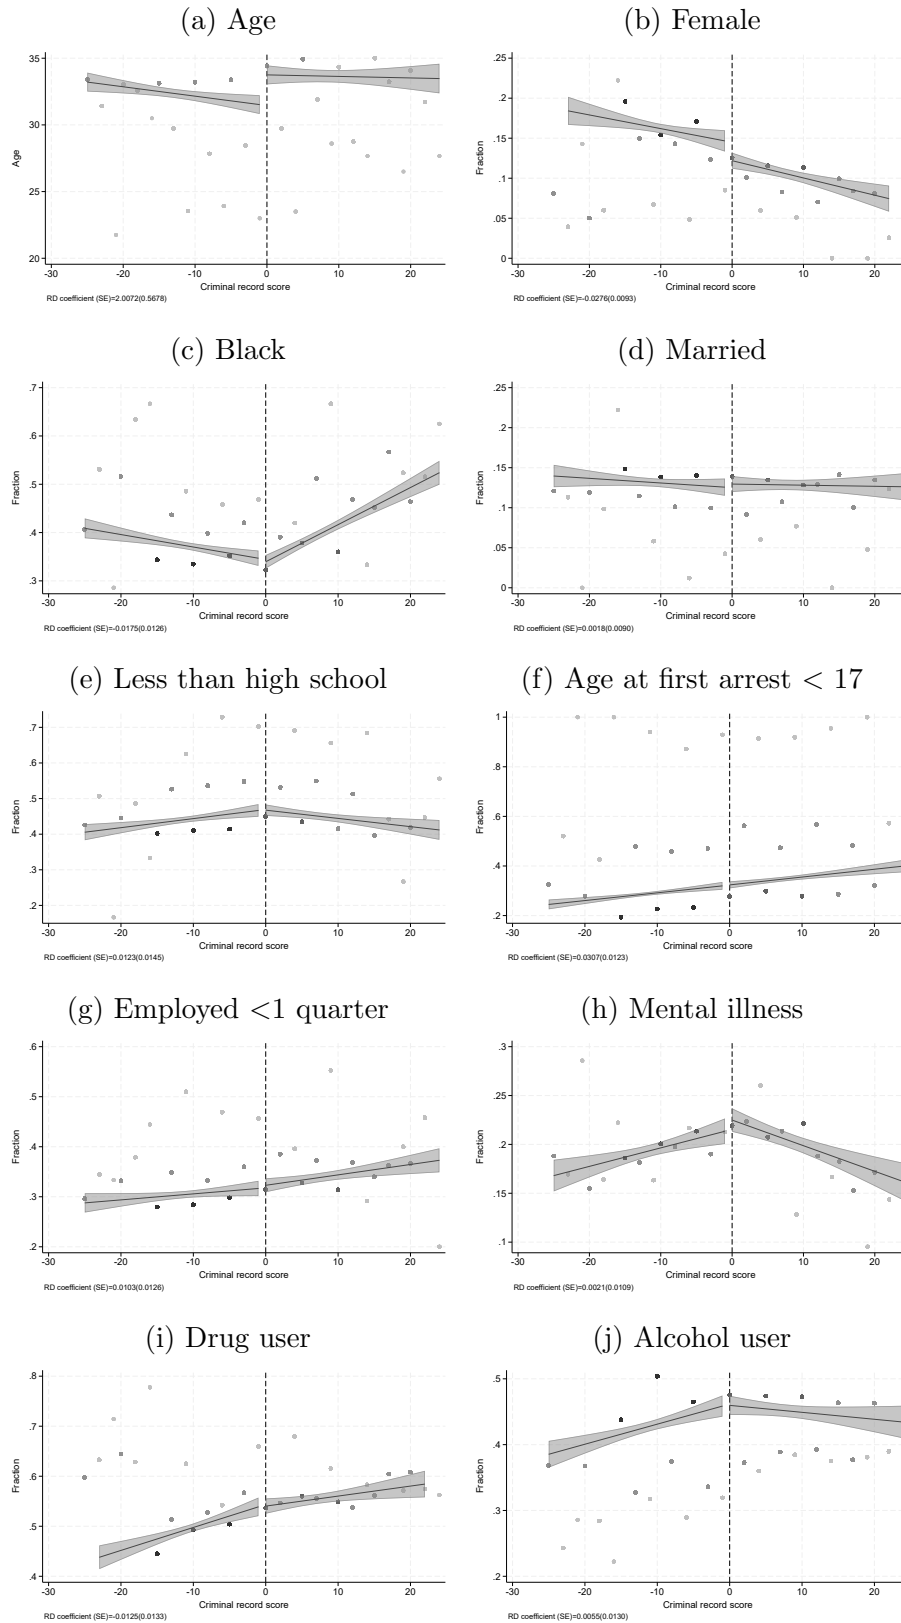 (a) Age
(b) Female
35
30
25
20
Age
-30 -20 -10 0 10 20
Criminal record score
RD coefficient (SE)=2.0072(0.5678)
.25
.2
.15
.1
.05
0
Fraction
-30 -20 -10 0 10 20
Criminal record score
RD coefficient (SE)=-0.0276(0.0093)
(c) Black
(d) Married
.7
.6
.5
.4
.3
Fraction
-30 -20 -10 0 10 20
Criminal record score
RD coefficient (SE)=-0.0175(0.0126)
.25
.2
.15
.1
.05
0
Fraction
-30 -20 -10 0 10 20
Criminal record score
RD coefficient (SE)=0.0018(0.0090)
(e) Less than high school
(f) Age at first arrest < 17
.7
.6
.5
.4
.3
.2
Fraction
-30 -20 -10 0 10 20
Criminal record score
RD coefficient (SE)=0.0123(0.0145)
1
.8
.6
.4
.2
Fraction
-30 -20 -10 0 10 20
Criminal record score
RD coefficient (SE)=0.0307(0.0123)
(g) Employed <1 quarter
(h) Mental illness
.6
.5
.4
.3
.2
Fraction
-30 -20 -10 0 10 20
Criminal record score
RD coefficient (SE)=0.0103(0.0126)
.3
.25
.2
.15
.1
Fraction
-30 -20 -10 0 10 20
Criminal record score
RD coefficient (SE)=0.0021(0.0109)
(i) Drug user
(j) Alcohol user
.8
.7
.6
.5
.4
Fraction
-30 -20 -10 0 10 20
Criminal record score
RD coefficient (SE)=-0.0125(0.0133)
.5
.4
.3
.2
Fraction
-30 -20 -10 0 10 20
Criminal record score
RD coefficient (SE)=0.0055(0.0130)